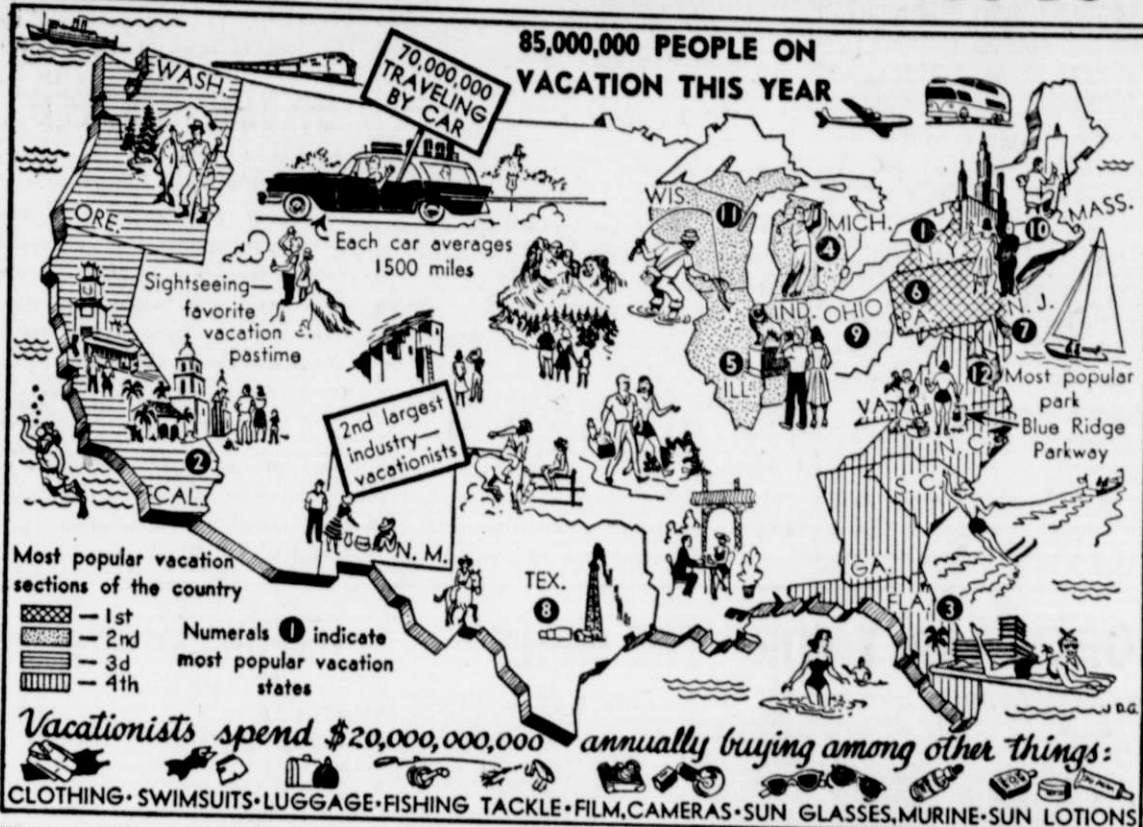 85,000,000 PEOPLE ON
VACATION THIS YEAR
70,000,000
TRAVELING
BY CAR
WASH.
ORE.
Each car averages
1500 miles
Sightseeing—
favorite
vacation
pastime
2
CAL.
2nd largest
industry—
vacationists
N. M.
TEX.
8
WIS.
11
MICH.
4
IND.
OHIO
9
5
ILL.
1
MASS.
10
6
PA.
N. J.
7
12
VA.
Most popular
park
Blue Ridge
Parkway
N. C.
S. C.
GA.
FLA.
3
Most popular vacation
sections of the country
— 1st
— 2nd
— 3d
— 4th
Numerals 1 indicate
most popular vacation
states
Vacationists spend $20,000,000,000 annually buying among other things:
CLOTHING·SWIMSUITS·LUGGAGE·FISHING TACKLE·FILM,CAMERAS·SUN GLASSES,MURINE·SUN LOTIONS